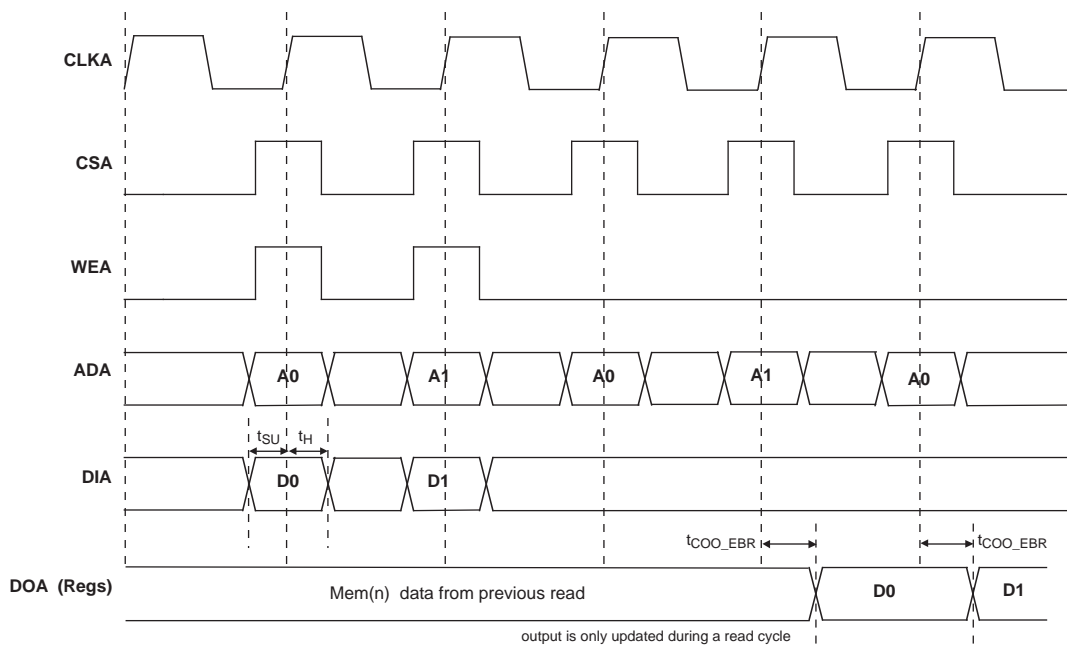 CLKA
CSA
WEA
ADA A0 A1 A0 A1 A0
tSU tH
DIA D0 D1
tCOO_EBR tCOO_EBR
DOA (Regs) Mem(n) data from previous read D0 D1
output is only updated during a read cycle